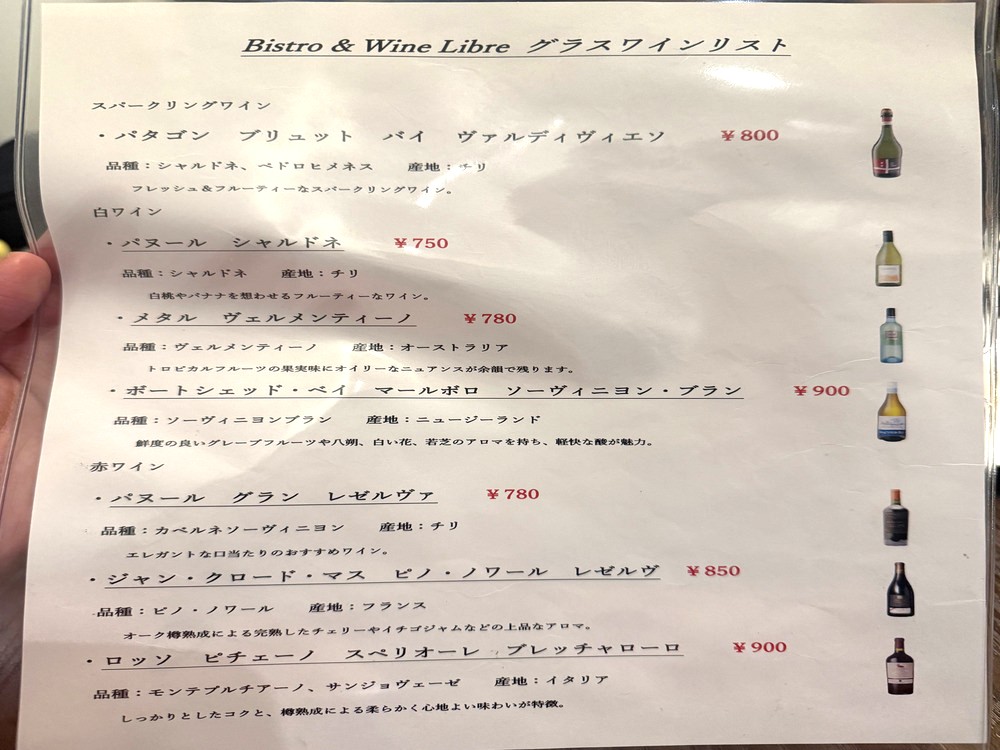 Bistro & Wine Libre グラスワインリスト
スパークリングワイン
・パタゴン ブリュット バイ ヴァルディヴィエソ ￥800
品種：シャルドネ、ペドロヒメネス 産地：チリ
フレッシュ＆フルーティーなスパークリングワイン。
白ワイン
・パヌール シャルドネ ￥750
品種：シャルドネ 産地：チリ
白桃やバナナを想わせるフルーティーなワイン。
・メタル ヴェルメンティーノ ￥780
品種：ヴェルメンティーノ 産地：オーストラリア
トロピカルフルーツの果実味にオイリーなニュアンスが余韻で残ります。
・ボートシェッド・ベイ マールボロ ソーヴィニヨン・ブラン ￥900
品種：ソーヴィニヨンブラン 産地：ニュージーランド
鮮度の良いグレープフルーツや八朔、白い花、若芝のアロマを持ち、軽快な酸が魅力。
赤ワイン
・パヌール グラン レゼルヴァ ￥780
品種：カベルネソーヴィニヨン 産地：チリ
エレガントな口当たりのおすすめワイン。
・ジャン・クロード・マス ピノ・ノワール レゼルヴ ￥850
品種：ピノ・ノワール 産地：フランス
オーク樽熟成による完熟したチェリーやイチゴジャムなどの上品なアロマ。
・ロッソ ピチェーノ スペリオーレ ブレッチャローロ ￥900
品種：モンテプルチアーノ、サンジョヴェーゼ 産地：イタリア
しっかりとしたコクと、樽熟成による柔らかく心地よい味わいが特徴。